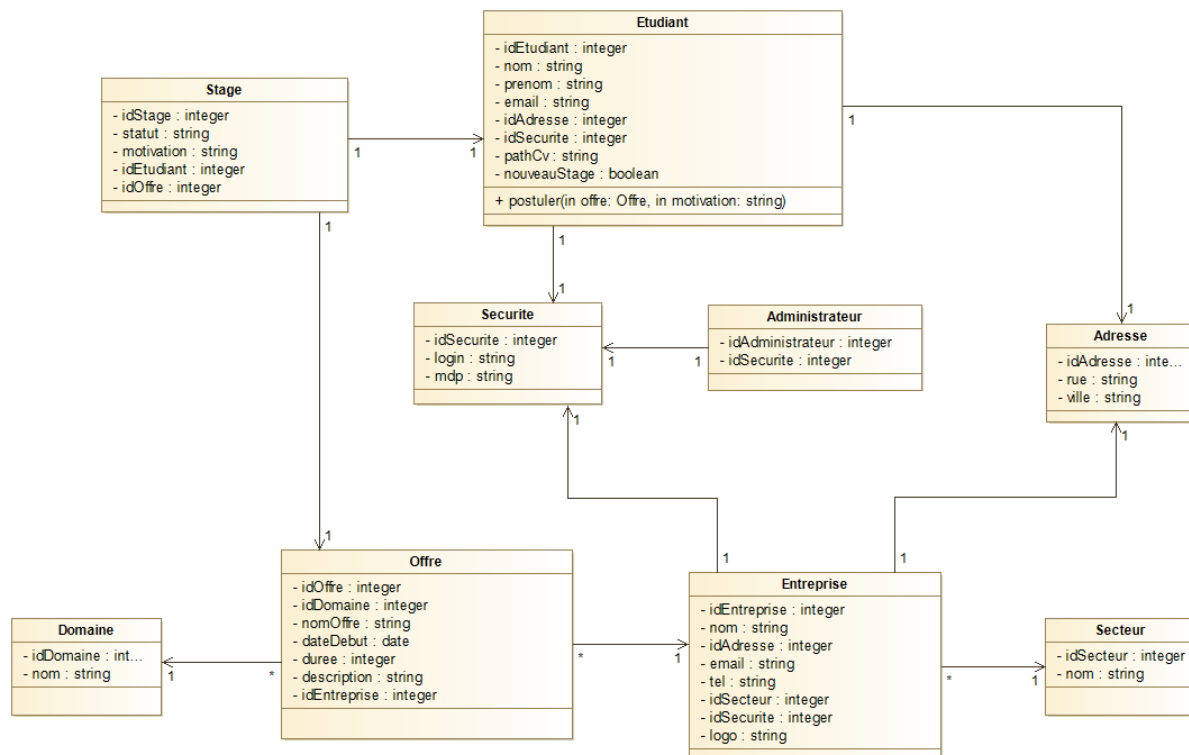 Etudiant
- idEtudiant : integer
- nom : string
- prenom : string
- email : string
- idAdresse : integer
- idSecurite : integer
- pathCv : string
- nouveauStage : boolean
+ postuler(in offre: Offre, in motivation: string)
Stage
- idStage : integer
- statut : string
- motivation : string
- idEtudiant : integer
- idOffre : integer
1
1
1
1
1
1
1
Securite
- idSecurite : integer
- login : string
- mdp : string
Administrateur
- idAdministrateur : integer
- idSecurite : integer
1
1
Adresse
- idAdresse : inte...
- rue : string
- ville : string
1
1
1
1
1
Offre
- idOffre : integer
- idDomaine : integer
- nomOffre : string
- dateDebut : date
- duree : integer
- description : string
- idEntreprise : integer
Domaine
- idDomaine : int...
- nom : string
1
*
*
1
Entreprise
- idEntreprise : integer
- nom : string
- idAdresse : integer
- email : string
- tel : string
- idSecteur : integer
- idSecurite : integer
- logo : string
*
1
Secteur
- idSecteur : integer
- nom : string